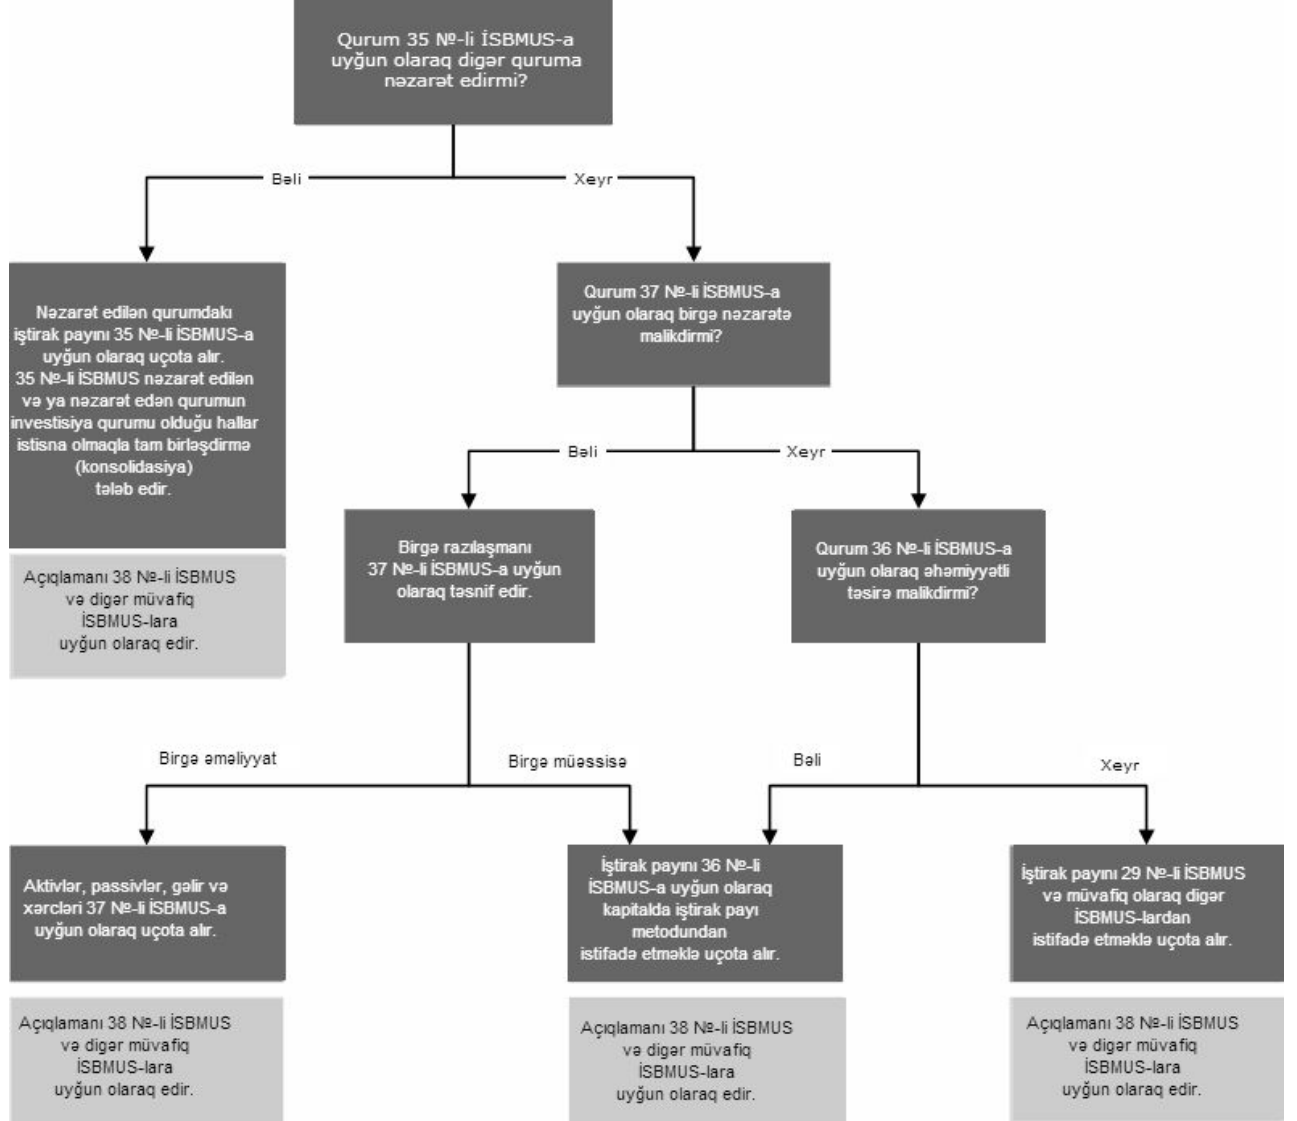 Qurum 35 №-li İSBMUS-a
uyğun olaraq digər quruma
nəzarət edirmi?
Bəli
Xeyr
Nəzarət edilən qurumdakı
iştirak payını 35 №-li İSBMUS-a
uyğun olaraq uçota alır.
35 №-li İSBMUS nəzarət edilən
və ya nəzarət edən qurumun
investisiya qurumu olduğu hallar
istisna olmaqla tam birləşdirmə
(konsolidasiya)
tələb edir.
Açıqlamanı 38 №-li İSBMUS
və digər müvafiq
İSBMUS-lara
uyğun olaraq edir.
Qurum 37 №-li İSBMUS-a
uyğun olaraq birgə nəzarətə
malikdirmi?
Bəli
Xeyr
Birgə razılaşmanı
37 №-li İSBMUS-a uyğun
olaraq təsnif edir.
Qurum 36 №-li İSBMUS-a
uyğun olaraq əhəmiyyətli
təsirə malikdirmi?
Birgə əməliyyat
Birgə müəssisə
Bəli
Xeyr
Aktivlər, passivlər, gəlir və
xərcləri 37 №-li İSBMUS-a
uyğun olaraq uçota alır.
Açıqlamanı 38 №-li İSBMUS
və digər müvafiq
İSBMUS-lara
uyğun olaraq edir.
İştirak payını 36 №-li
İSBMUS-a uyğun olaraq
kapitalda iştirak payı
metodundan
istifadə etməklə uçota alır.
Açıqlamanı 38 №-li İSBMUS
və digər müvafiq
İSBMUS-lara
uyğun olaraq edir.
İştirak payını 29 №-li İSBMUS
və müvafiq olaraq digər
İSBMUS-lardan
istifadə etməklə uçota alır.
Açıqlamanı 38 №-li İSBMUS
və digər müvafiq
İSBMUS-lara
uyğun olaraq edir.